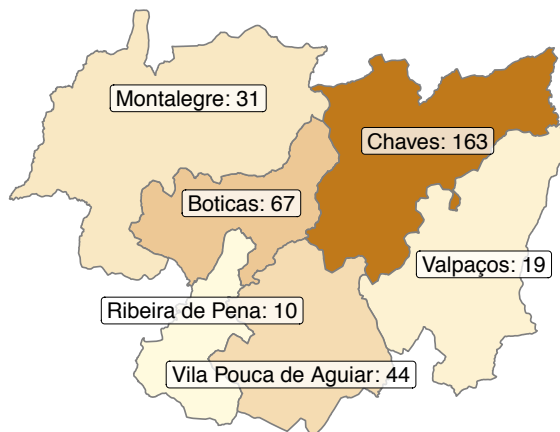 Montalegre: 31
Chaves: 163
Boticas: 67
Valpaços: 19
Ribeira de Pena: 10
Vila Pouca de Aguiar: 44